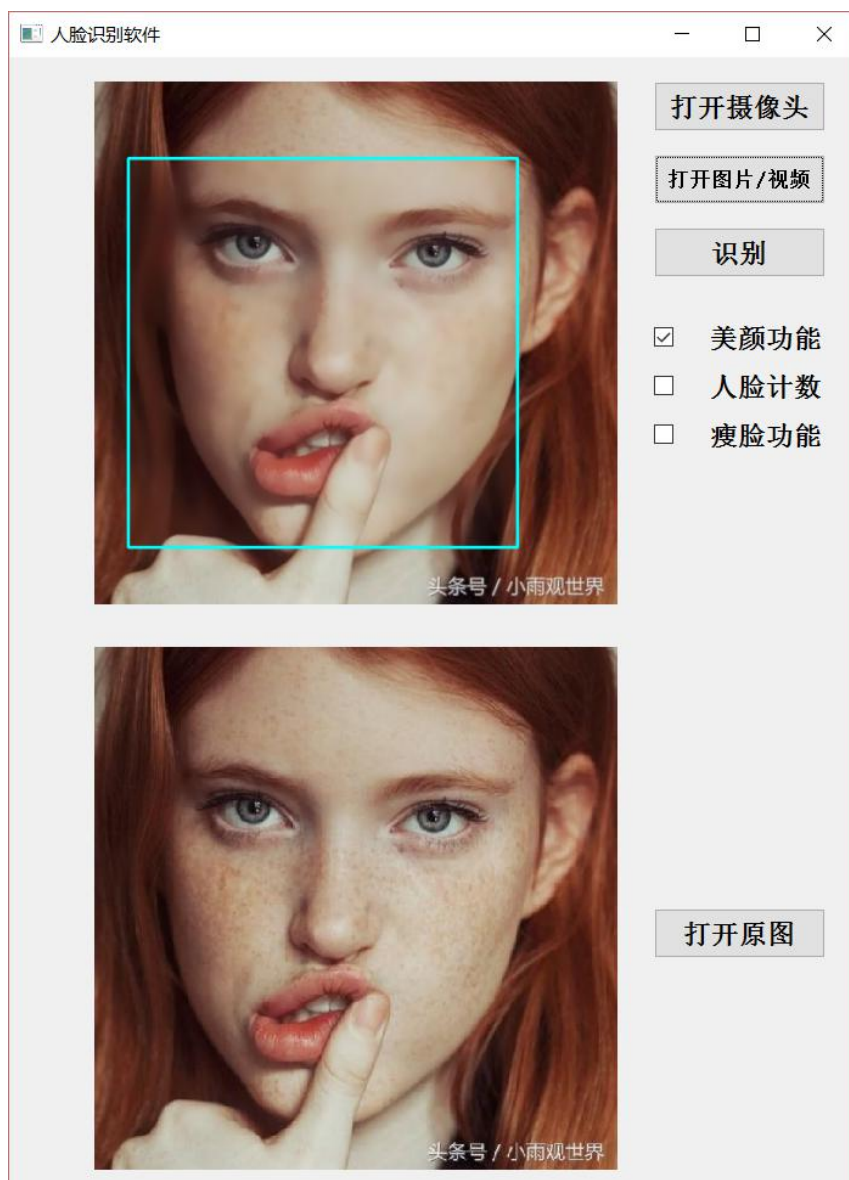 人脸识别软件
打开摄像头
打开图片/视频
识别
美颜功能
人脸计数
瘦脸功能
头条号 / 小雨观世界
打开原图
头条号 / 小雨观世界